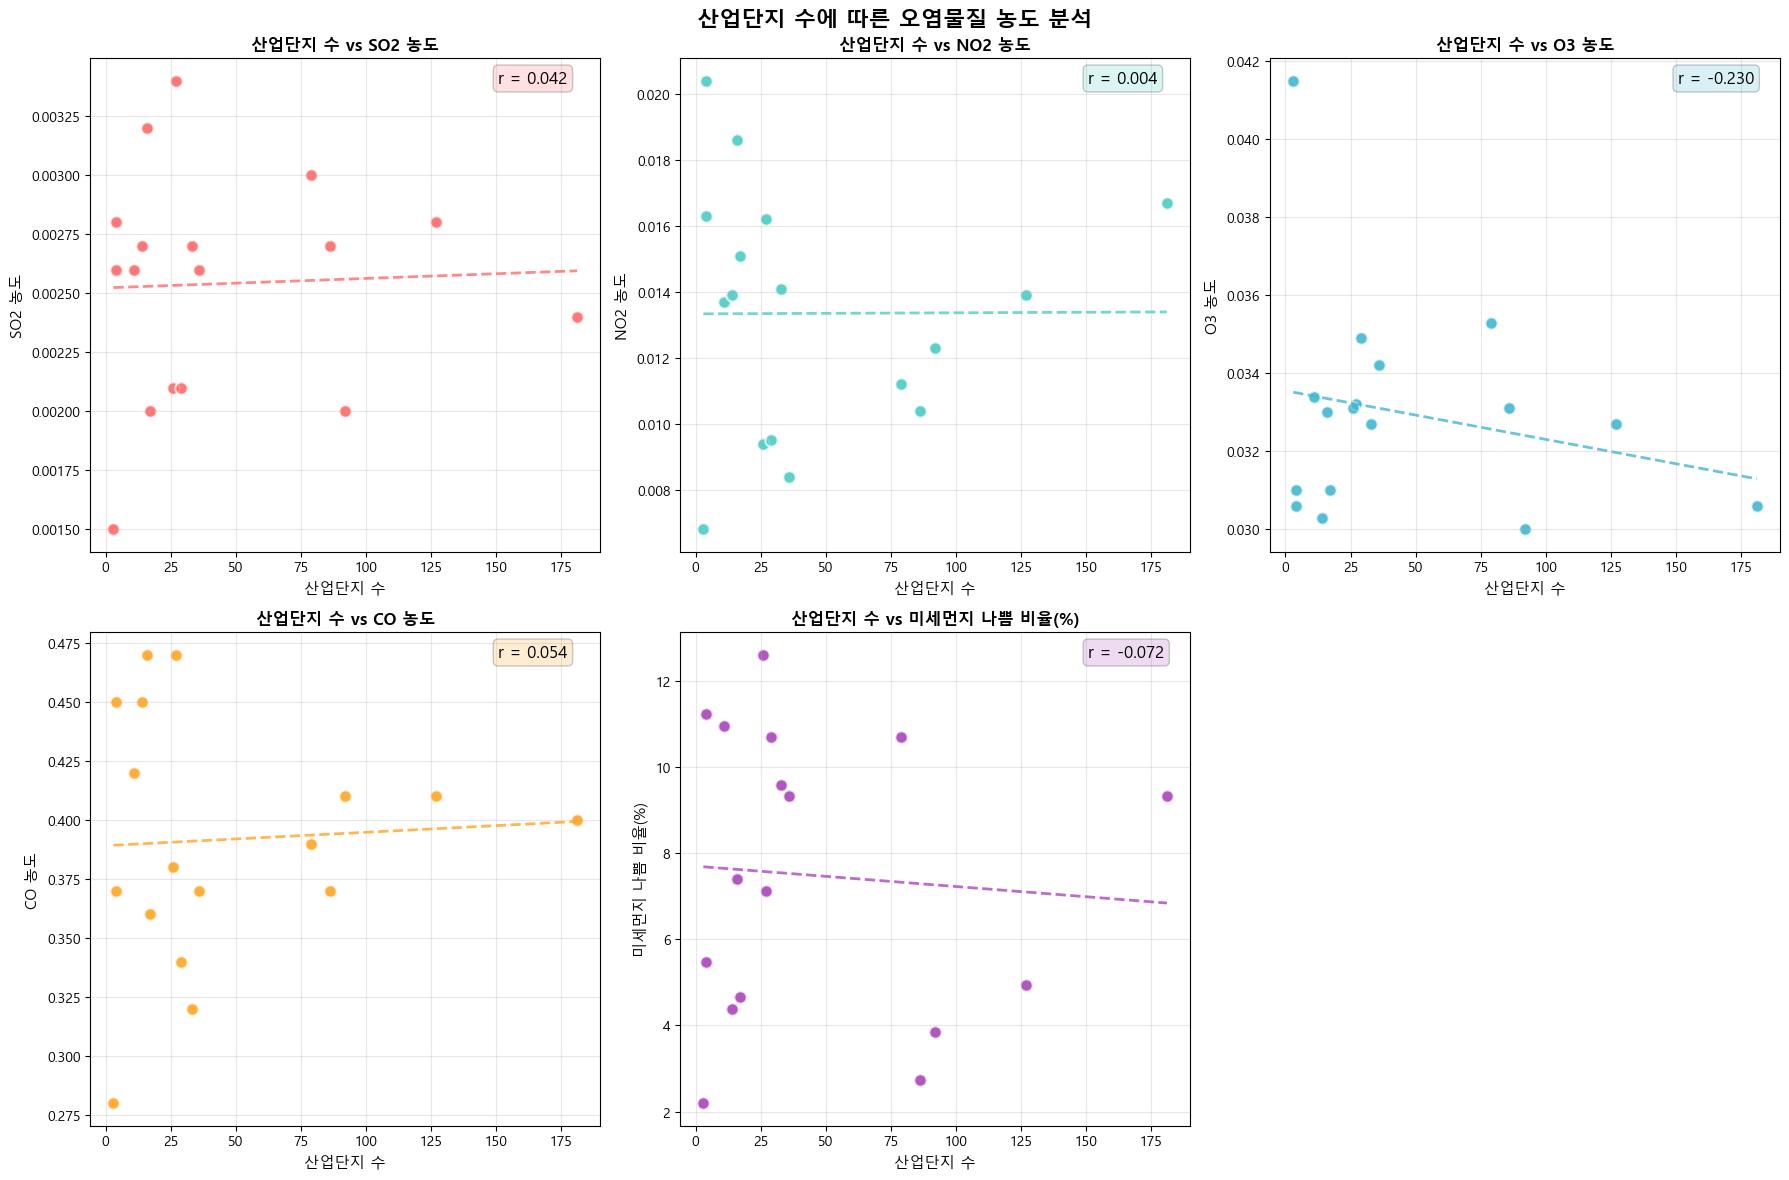 산업단지 수에 따른 오염물질 농도 분석
산업단지 수 vs SO2 농도
r = 0.042
SO2 농도
0.00325
0.00300
0.00275
0.00250
0.00225
0.00200
0.00175
0.00150
0 25 50 75 100 125 150 175
산업단지 수
산업단지 수 vs NO2 농도
r = 0.004
NO2 농도
0.020
0.018
0.016
0.014
0.012
0.010
0.008
0 25 50 75 100 125 150 175
산업단지 수
산업단지 수 vs O3 농도
r = -0.230
O3 농도
0.042
0.040
0.038
0.036
0.034
0.032
0.030
0 25 50 75 100 125 150 175
산업단지 수
산업단지 수 vs CO 농도
r = 0.054
CO 농도
0.475
0.450
0.425
0.400
0.375
0.350
0.325
0.300
0.275
0 25 50 75 100 125 150 175
산업단지 수
산업단지 수 vs 미세먼지 나쁨 비율(%)
r = -0.072
미세먼지 나쁨 비율(%)
12
10
8
6
4
2
0 25 50 75 100 125 150 175
산업단지 수